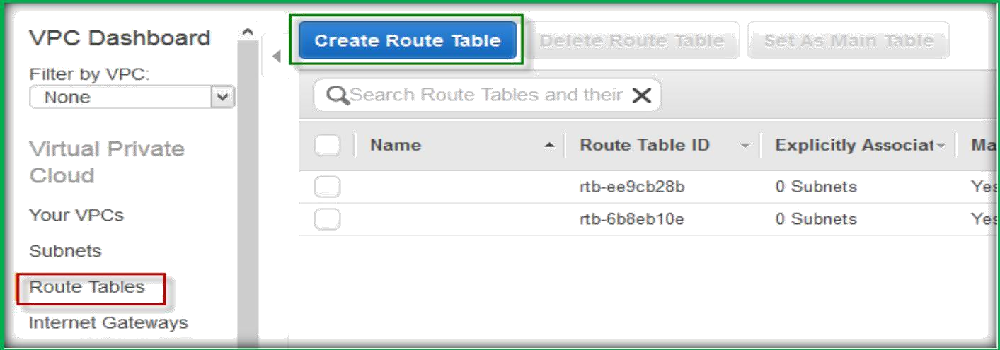 VPC Dashboard
Filter by VPC:
None
Virtual Private
Cloud
Your VPCs
Subnets
Route Tables
Internet Gateways
Create Route Table Delete Route Table Set As Main Table
Search Route Tables and their
Name Route Table ID Explicitly Associat Ma
rtb-ee9cb28b 0 Subnets Yes
rtb-6b8eb10e 0 Subnets Yes